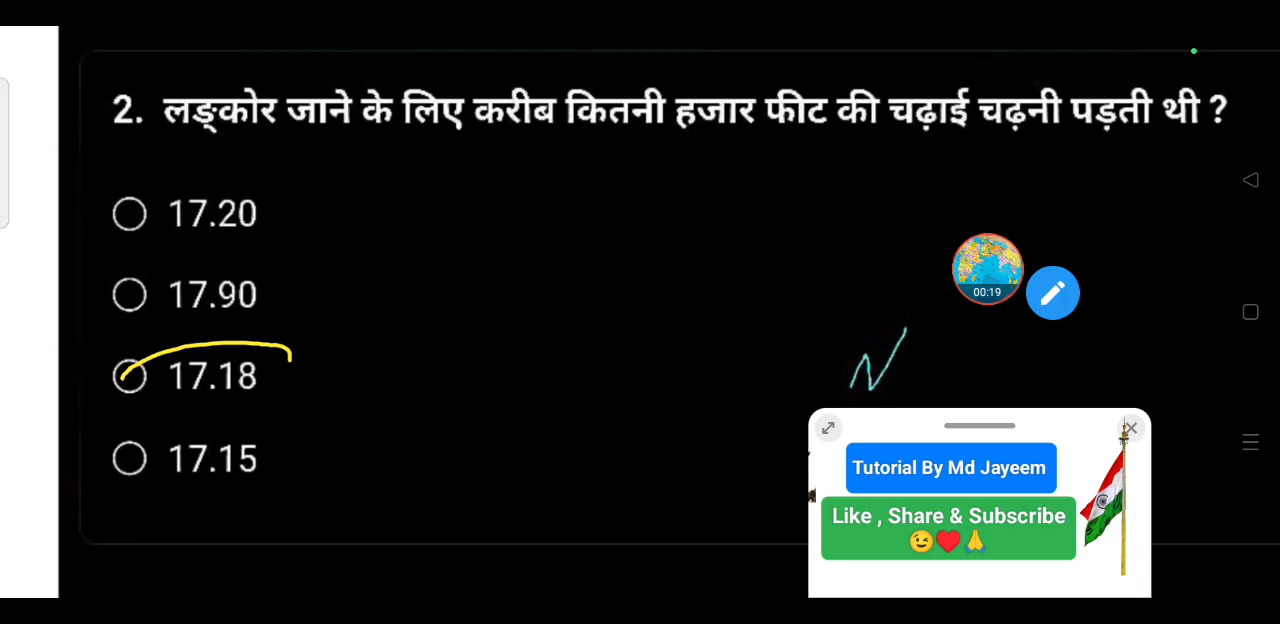 2. लङ्कोर जाने के लिए करीब कितनी हजार फीट की चढ़ाई चढ़नी पड़ती थी ?
17.20
17.90
17.18
17.15
00:19
N
Tutorial By Md Jayeem
Like , Share & Subscribe
😉❤️🙏